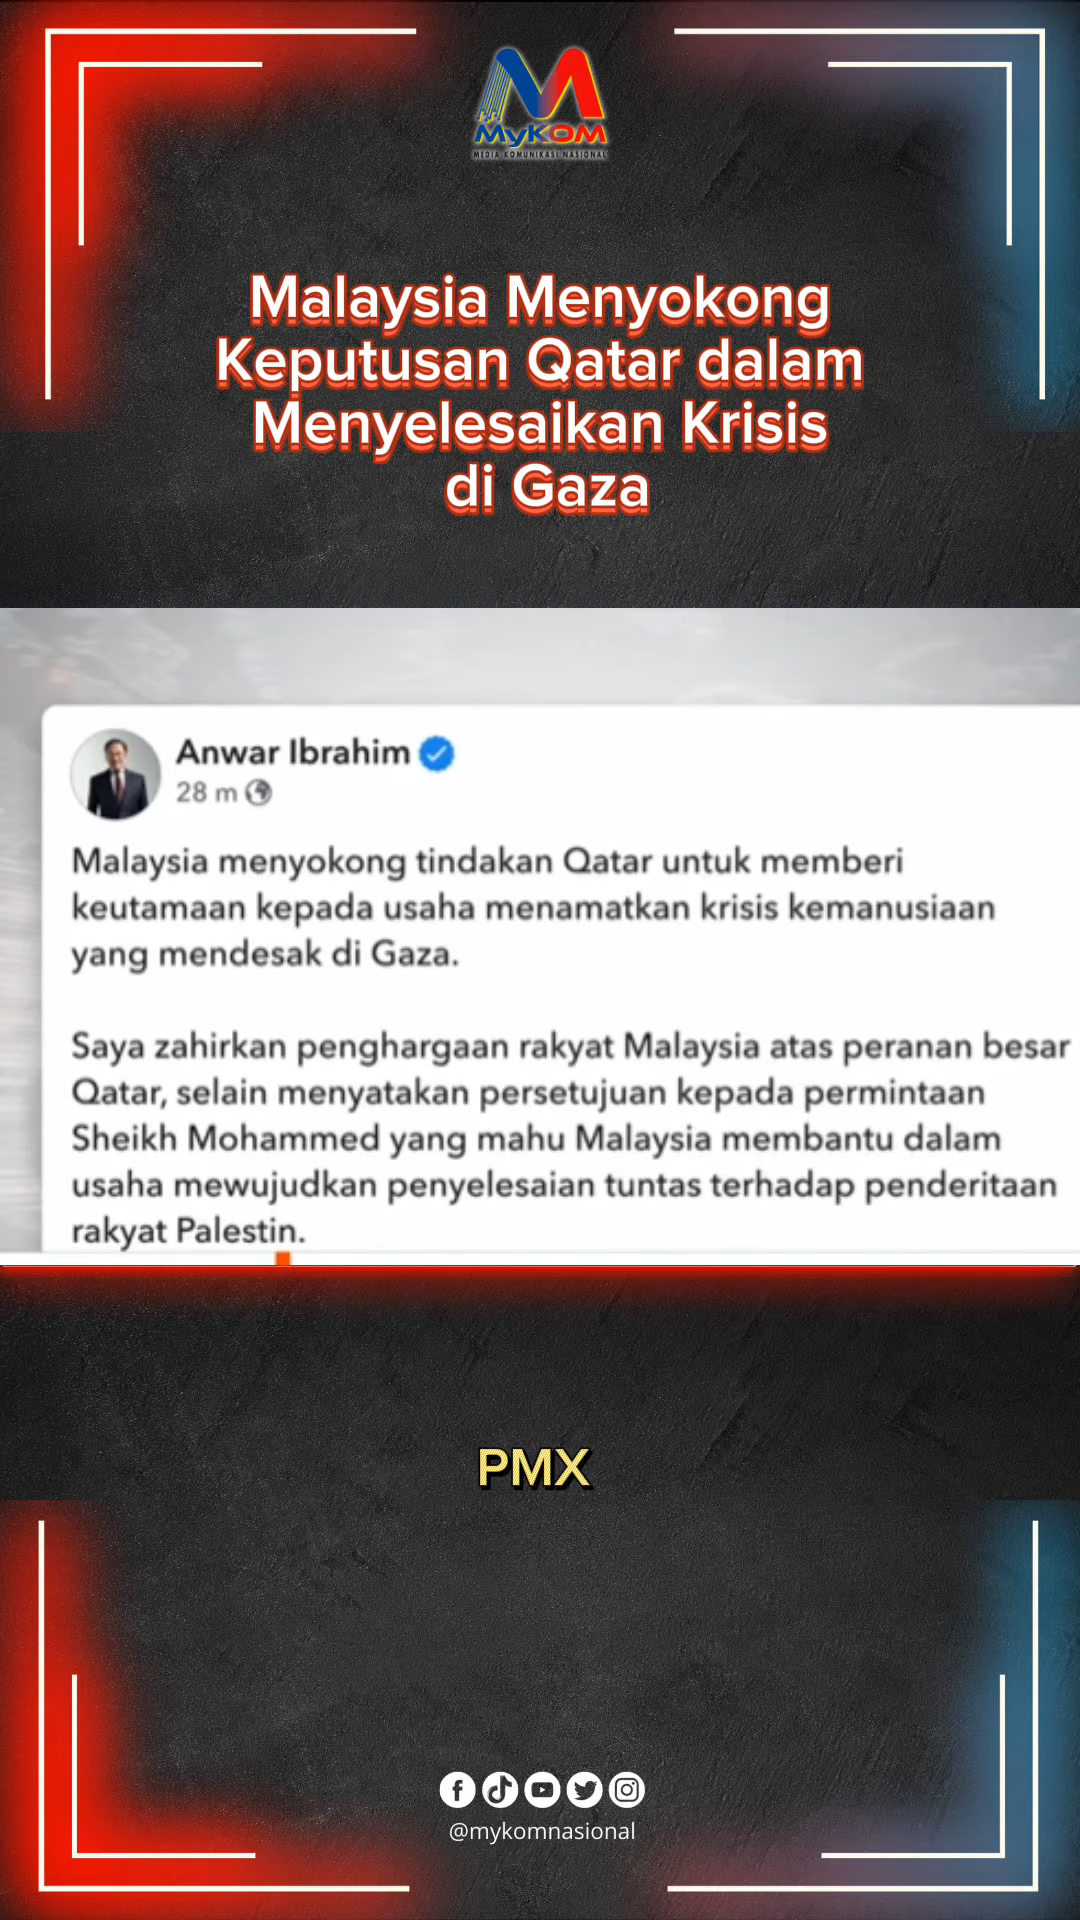 MyKOM
MEDIA KOMUNIKASI NASIONAL
Malaysia Menyokong
Keputusan Qatar dalam
Menyelesaikan Krisis
di Gaza
Anwar Ibrahim
28 m
Malaysia menyokong tindakan Qatar untuk memberi
keutamaan kepada usaha menamatkan krisis kemanusiaan
yang mendesak di Gaza.
Saya zahirkan penghargaan rakyat Malaysia atas peranan besar
Qatar, selain menyatakan persetujuan kepada permintaan
Sheikh Mohammed yang mahu Malaysia membantu dalam
usaha mewujudkan penyelesaian tuntas terhadap penderitaan
rakyat Palestin.
PMX
@mykomnasional